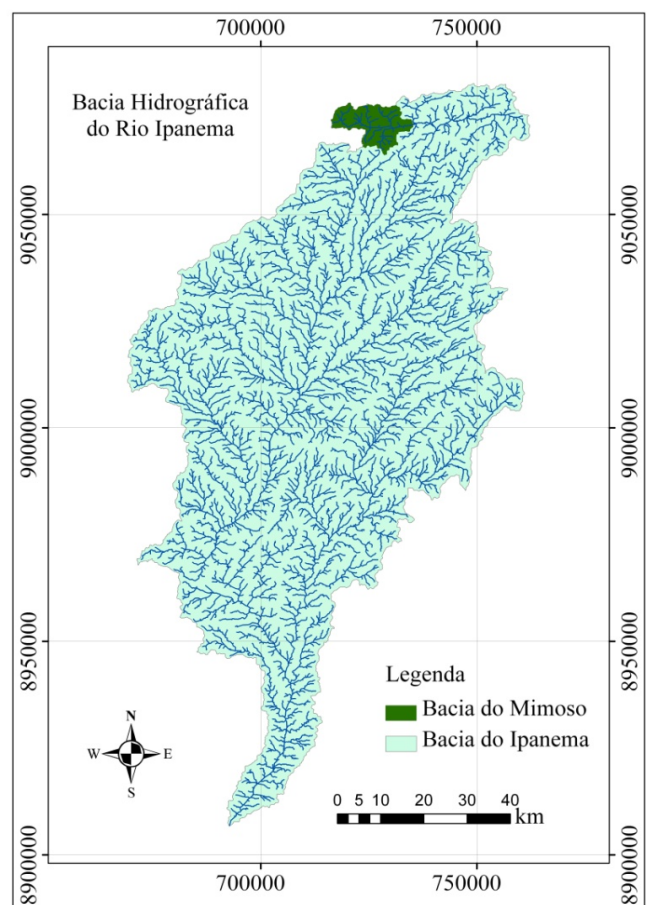 700000 750000
Bacia Hidrográfica
do Rio Ipanema
9050000 9050000
9000000 9000000
8950000 8950000
8900000 8900000
Legenda
Bacia do Mimoso
Bacia do Ipanema
N
W E
S
0 5 10 20 30 40
km
700000 750000